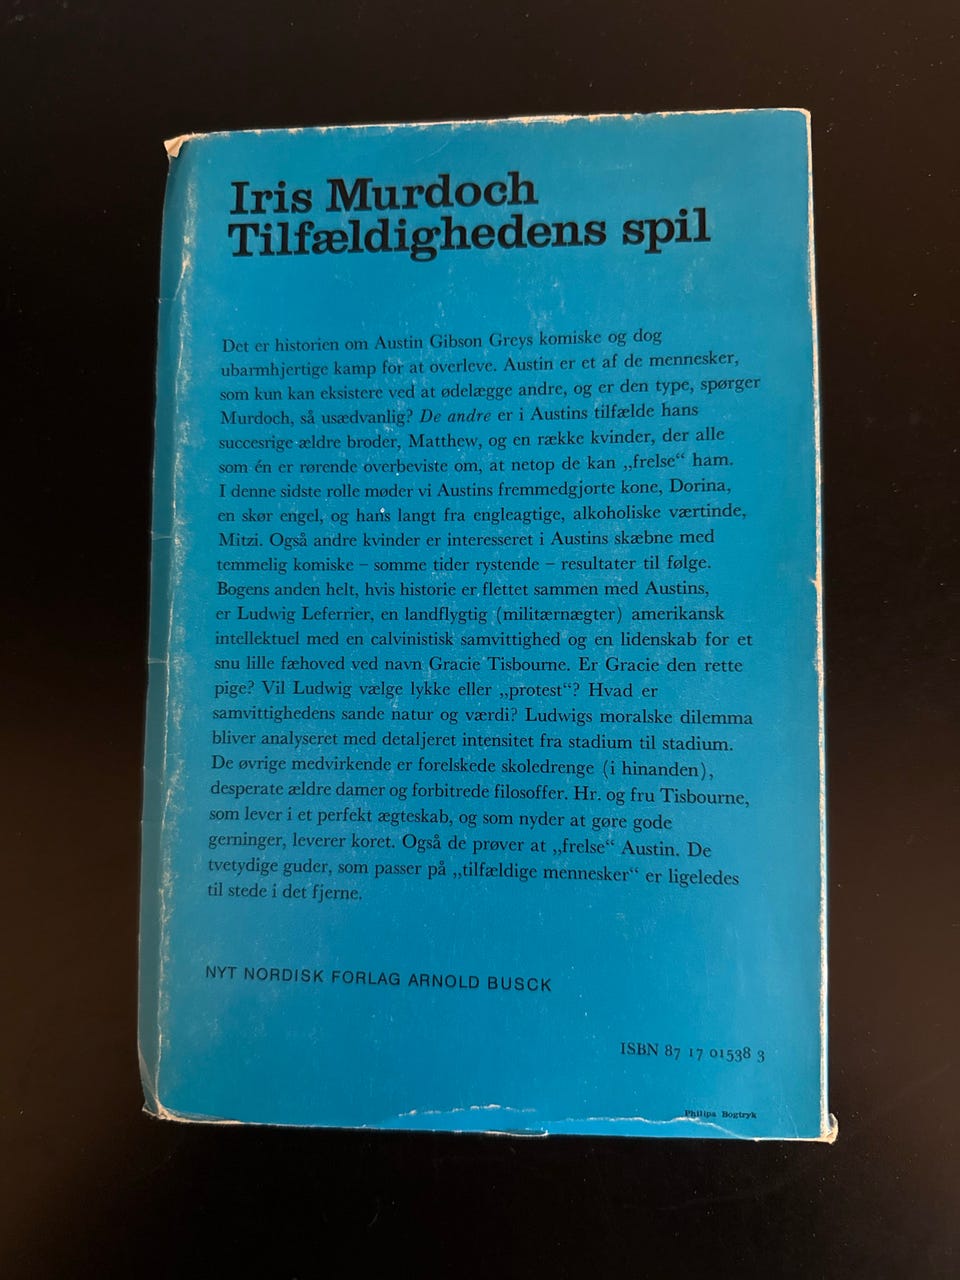 Iris Murdoch
Tilfældighedens spil
Det er historien om Austin Gibson Greys komiske og dog
ubarmhjertige kamp for at overleve. Austin er et af de mennesker,
som kun kan eksistere ved at ødelægge andre, og er den type, spørger
Murdoch, så usædvanlig? De andre er i Austins tilfælde hans
succesrige ældre broder, Matthew, og en række kvinder, der alle
som én er rørende overbeviste om, at netop de kan „frelse“ ham.
I denne sidste rolle møder vi Austins fremmedgjorte kone, Dorina,
en skør engel, og hans langt fra engleagtige, alkoholiske værtinde,
Mitzi. Også andre kvinder er interesseret i Austins skæbne med
temmelig komiske – somme tider rystende – resultater til følge.
Bogens anden helt, hvis historie er flettet sammen med Austins,
er Ludwig Leferrier, en landflygtig (militærnægter) amerikansk
intellektuel med en calvinistisk samvittighed og en lidenskab for et
snu lille fæhoved ved navn Gracie Tisbourne. Er Gracie den rette
pige? Vil Ludwig vælge lykke eller „protest“? Hvad er
samvittighedens sande natur og værdi? Ludwigs moralske dilemma
bliver analyseret med detaljeret intensitet fra stadium til stadium.
De øvrige medvirkende er forelskede skoledrenge (i hinanden),
desperate ældre damer og forbitrede filosoffer. Hr. og fru Tisbourne,
som lever i et perfekt ægteskab, og som nyder at gøre gode
gerninger, leverer koret. Også de prøver at „frelse“ Austin. De
tvetydige guder, som passer på „tilfældige mennesker“ er ligeledes
til stede i det fjerne.
NYT NORDISK FORLAG ARNOLD BUSCK
ISBN 87 17 01538 3
Philips Bogtryk